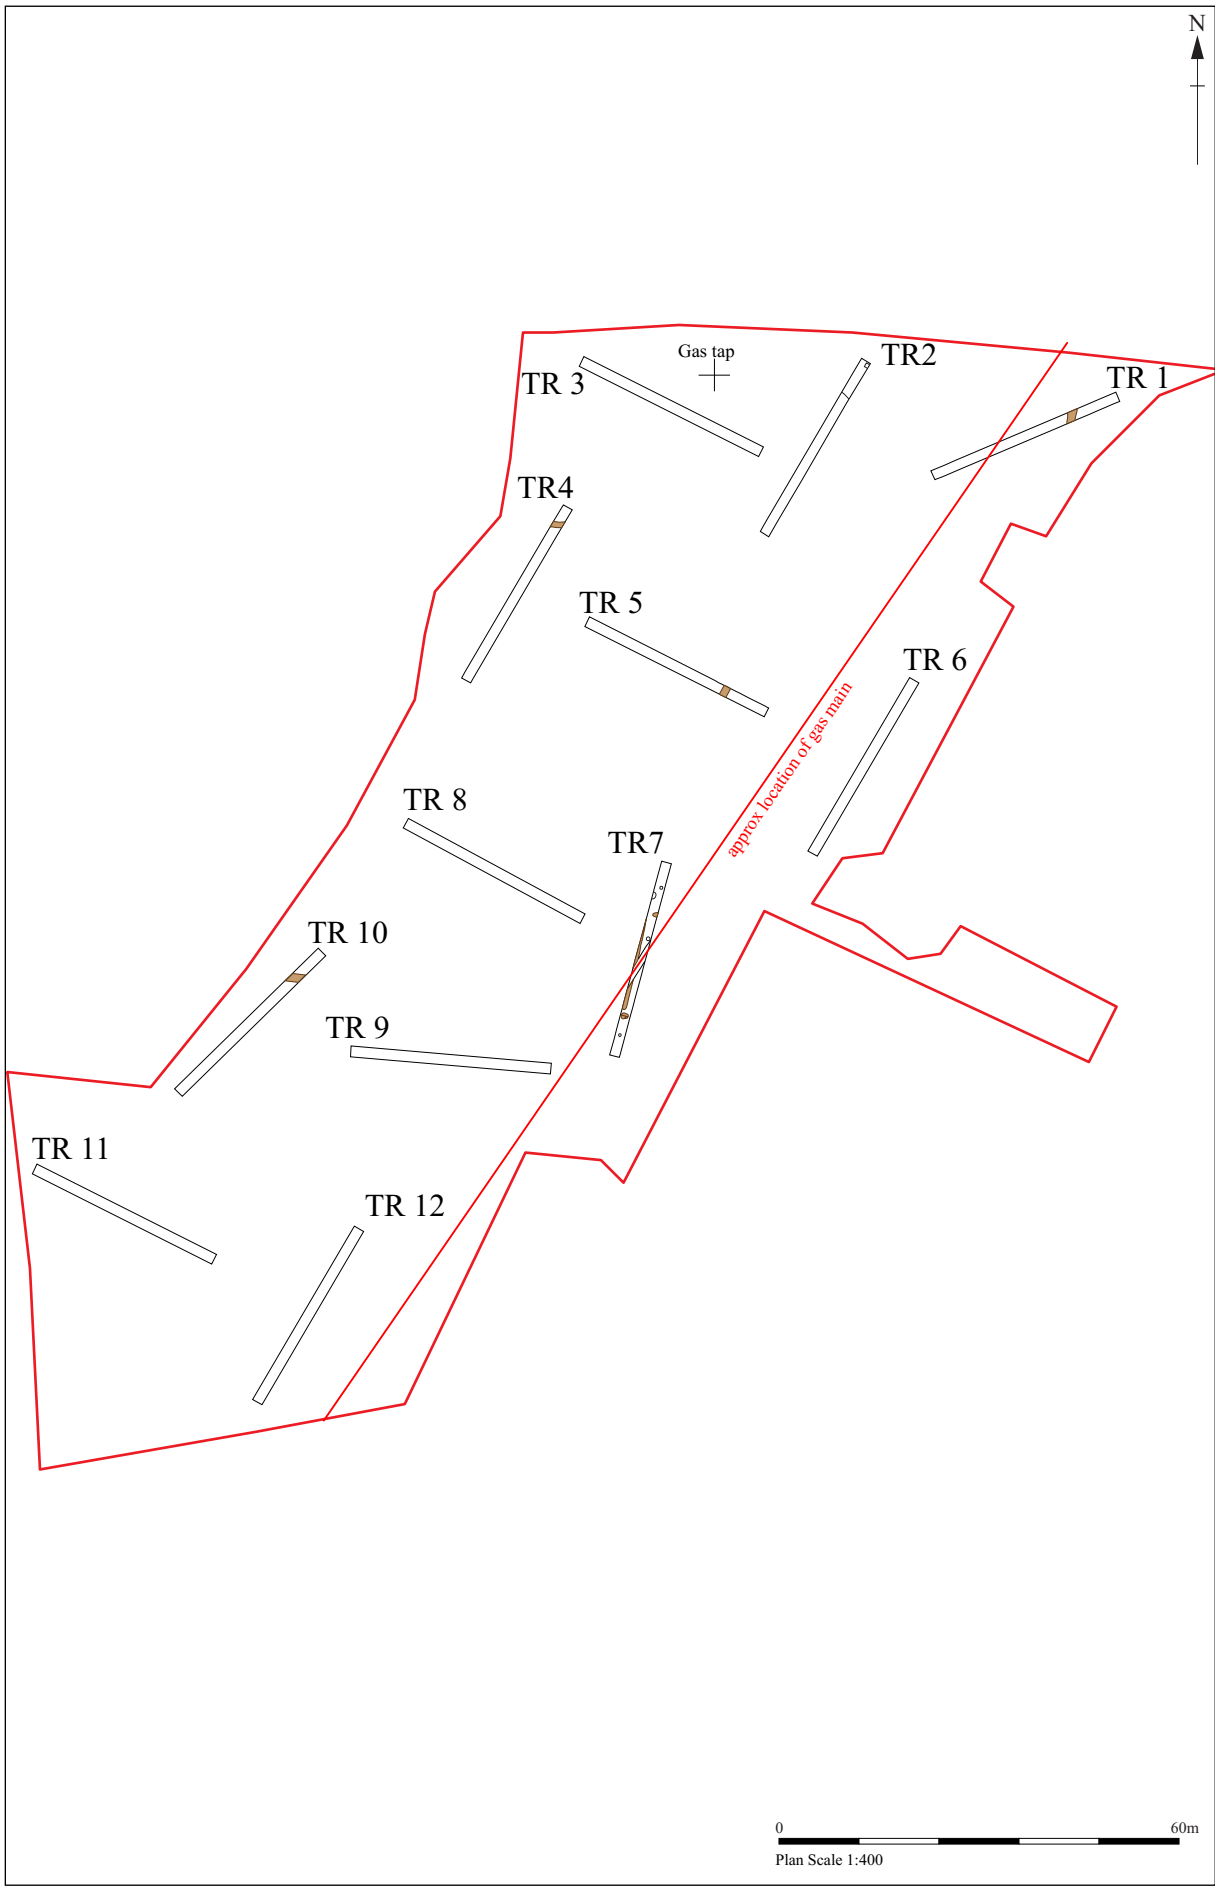 N
Gas tap
TR2
TR 3
TR 1
TR4
TR 5
TR 6
approx location of gas main
TR 8
TR7
TR 10
TR 9
TR 11
TR 12
0 60m
Plan Scale 1:400